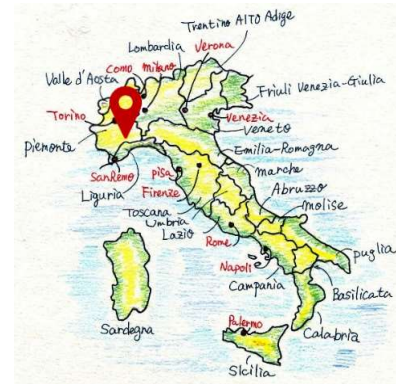 Trentino ALTO Adige
Lombardia
Verona
Como
milano
Valle d'Aosta
Friuli Venezia-Giulia
Torino
Venezia
Veneto
Piemonte
Emilia-Romagna
SanRemo
pisa
marche
Liguria
Firenze
Abruzzo
Toscana
molise
Umbria
Lazio
Rome
puglia
Napoli
Campania
Basilicata
Sardegna
Palermo
Calabria
Sicilia